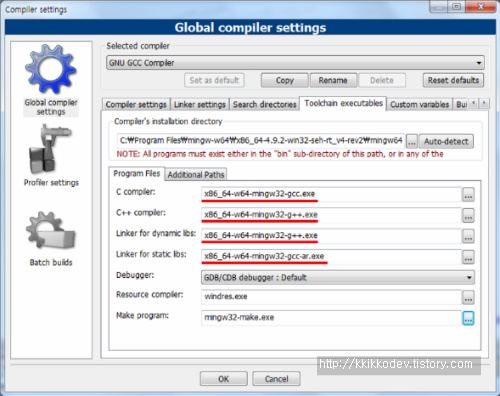 Compiler settings
Global compiler settings
Global compiler
settings
Profiler settings
Batch builds
Selected compiler
GNU GCC Compiler
Set as default
Copy
Rename
Delete
Reset defaults
Compiler settings
Linker settings
Search directories
Toolchain executables
Custom variables
Bui
Compiler's installation directory
C:₩Program Files₩mingw-w64₩x86_64-4.9.2-win32-seh-rt_v4-rev2₩mingw64
...
Auto-detect
NOTE: All programs must exist either in the "bin" sub-directory of this path, or in any of the
Program Files
Additional Paths
C compiler:
x86_64-w64-mingw32-gcc.exe
...
C++ compiler:
x86_64-w64-mingw32-g++.exe
...
Linker for dynamic libs:
x86_64-w64-mingw32-g++.exe
...
Linker for static libs:
x86_64-w64-mingw32-gcc-ar.exe
...
Debugger:
GDB/CDB debugger : Default
Resource compiler:
windres.exe
...
Make program:
mingw32-make.exe
...
http://kkikkodev.tistory.com
OK
Cancel